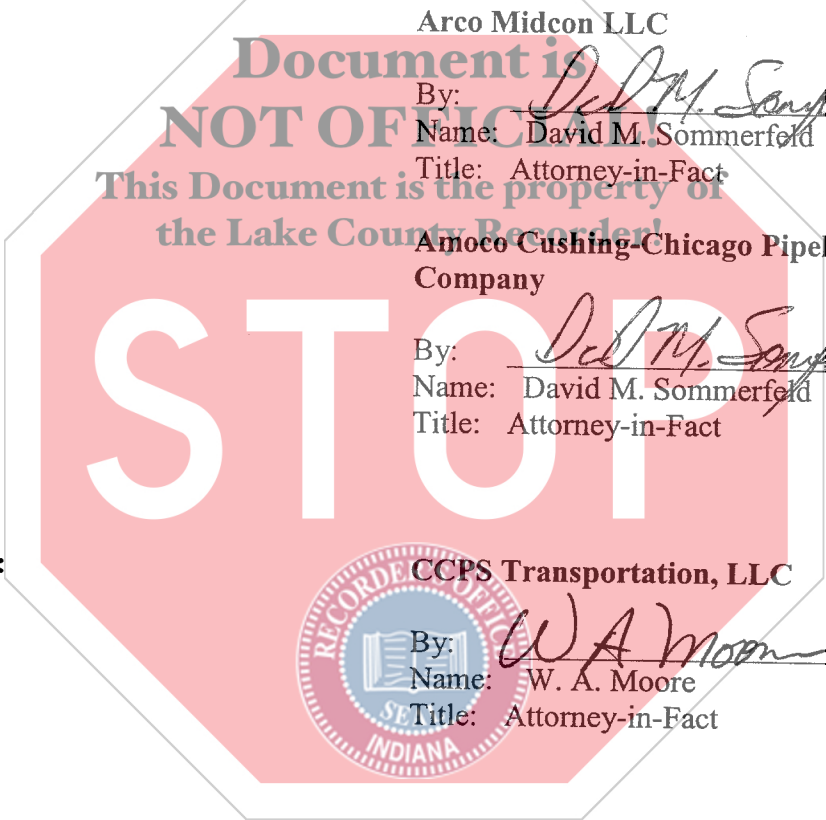 Arco Midcon LLC
Document is
By:
NOT OFFICIAL!
Name: David M. Sommerfeld
Title: Attorney-in-Fact
This Document is the property of
the Lake County Recorder!
Amoco Cushing-Chicago Pipel
Company
STOP
By:
Name: David M. Sommerfeld
Title: Attorney-in-Fact
:
CCPS Transportation, LLC
RECORDER'S OFFICE
By: W A Moore
Name: W. A. Moore
Title: Attorney-in-Fact
INDIANA